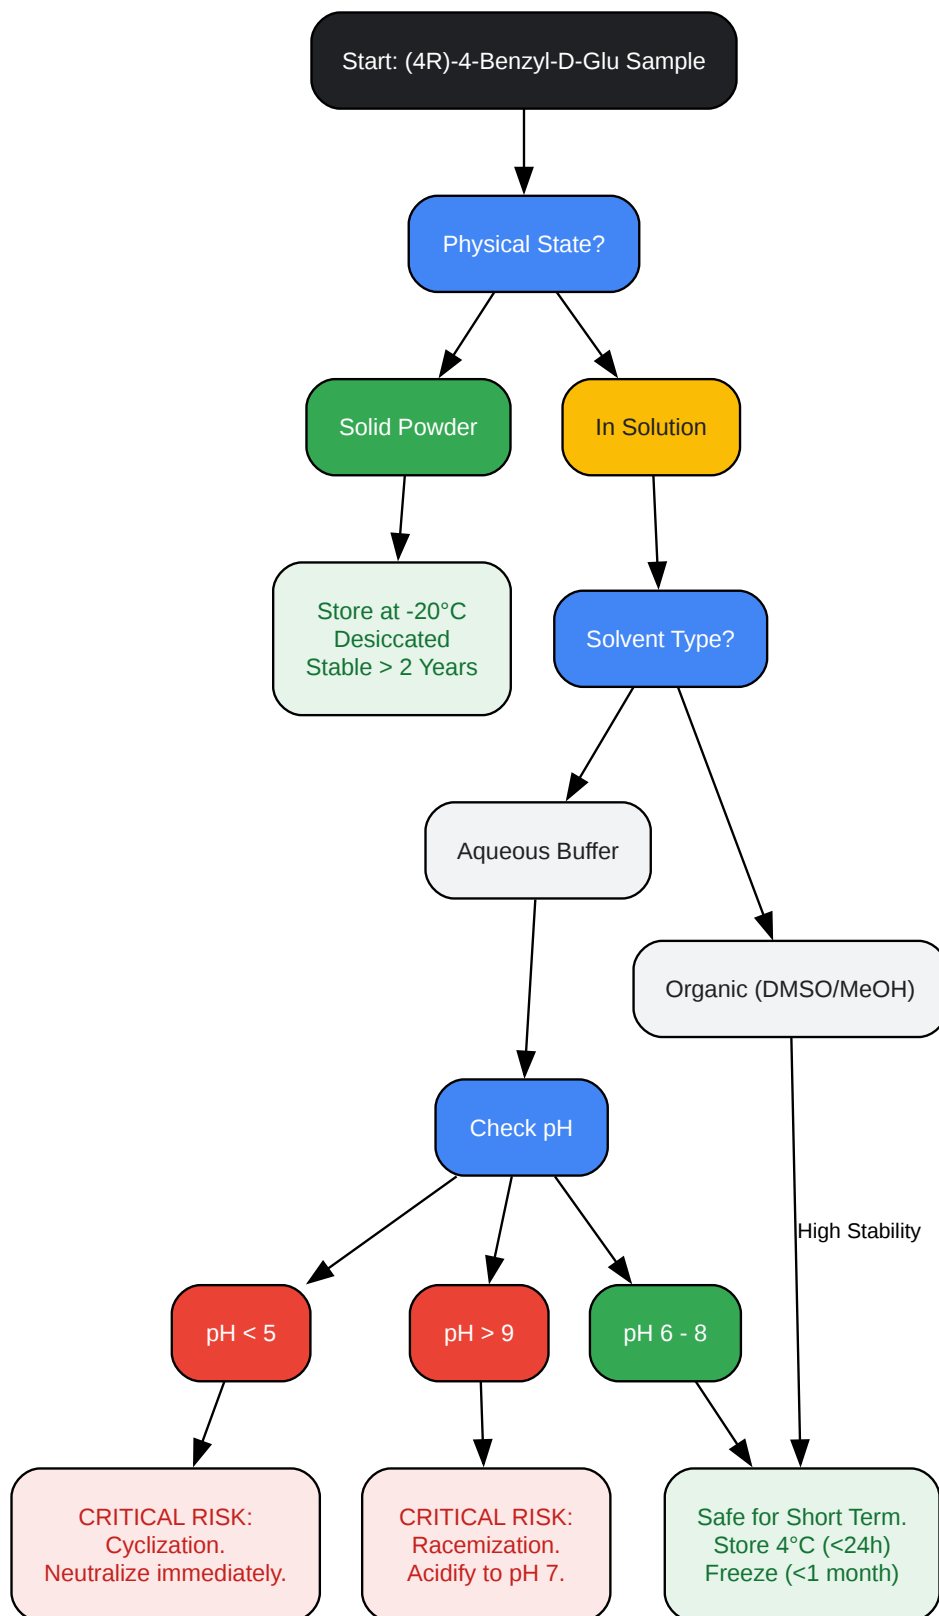 Start: (4R)-4-Benzyl-D-Glu Sample
Physical State?
Solid Powder
In Solution
Store at -20°C
Desiccated
Stable > 2 Years
Solvent Type?
Aqueous Buffer
Organic (DMSO/MeOH)
Check pH
High Stability
pH < 5
pH > 9
pH 6 - 8
CRITICAL RISK:
Cyclization.
Neutralize immediately.
CRITICAL RISK:
Racemization.
Acidify to pH 7.
Safe for Short Term.
Store 4°C (<24h)
Freeze (<1 month)